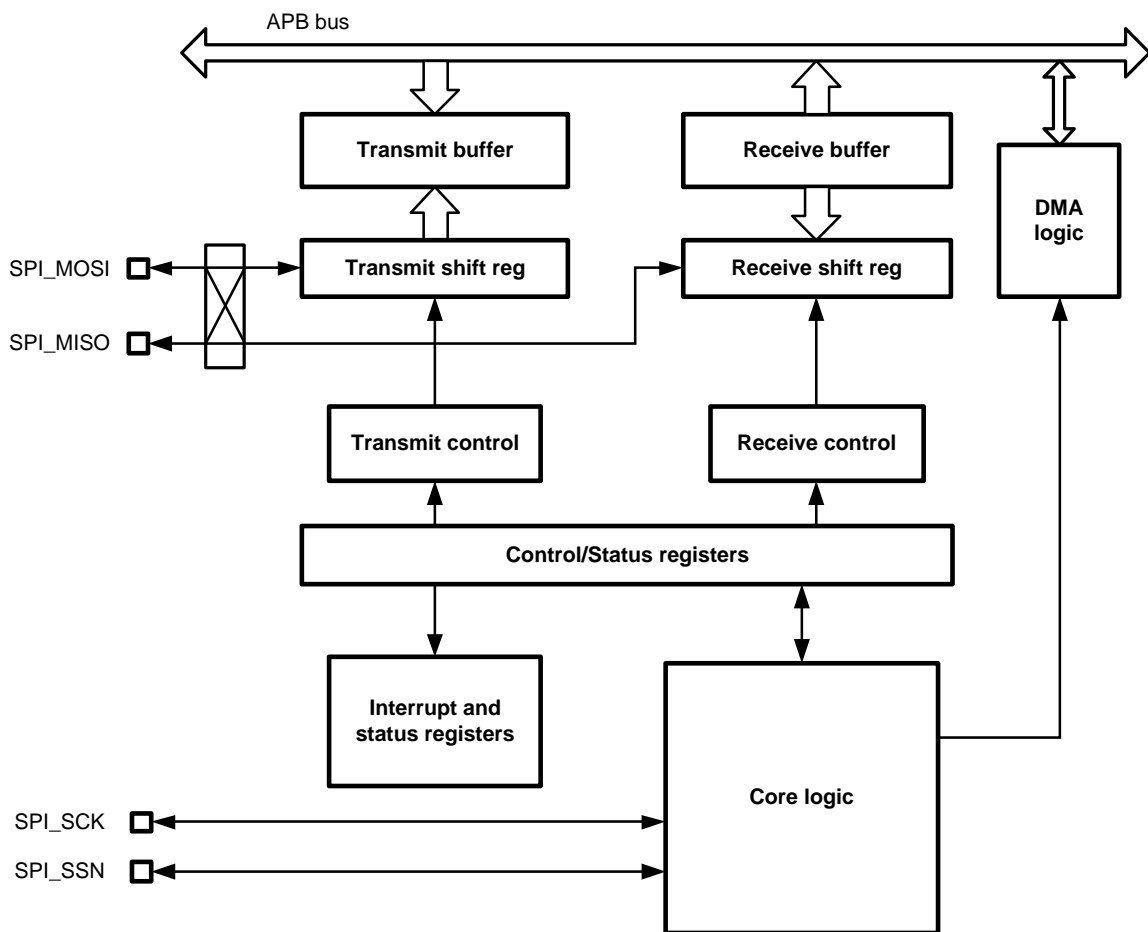 APB bus
Transmit buffer
Receive buffer
DMA
logic
SPI_MOSI
Transmit shift reg
Receive shift reg
SPI_MISO
Transmit control
Receive control
Control/Status registers
Interrupt and
status registers
Core logic
SPI_SCK
SPI_SSN